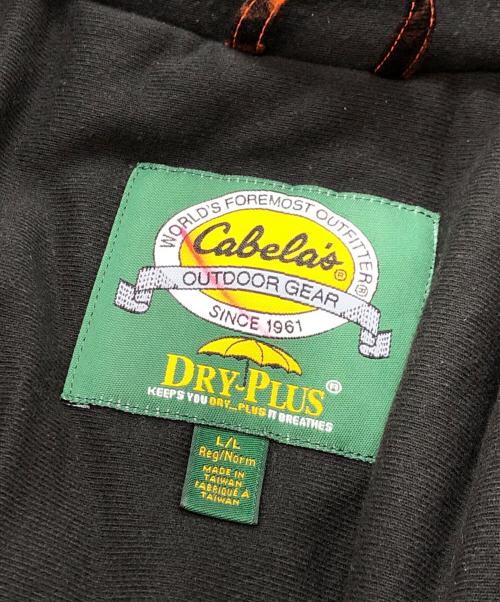 WORLD'S FOREMOST OUTFITTER®
Cabela's®
OUTDOOR GEAR
SINCE 1961
DRY-PLUS®
KEEPS YOU DRY...PLUS IT BREATHES
L/L
Reg/Norm
MADE IN
TAIWAN
FABRIQUÉ À
TAIWAN